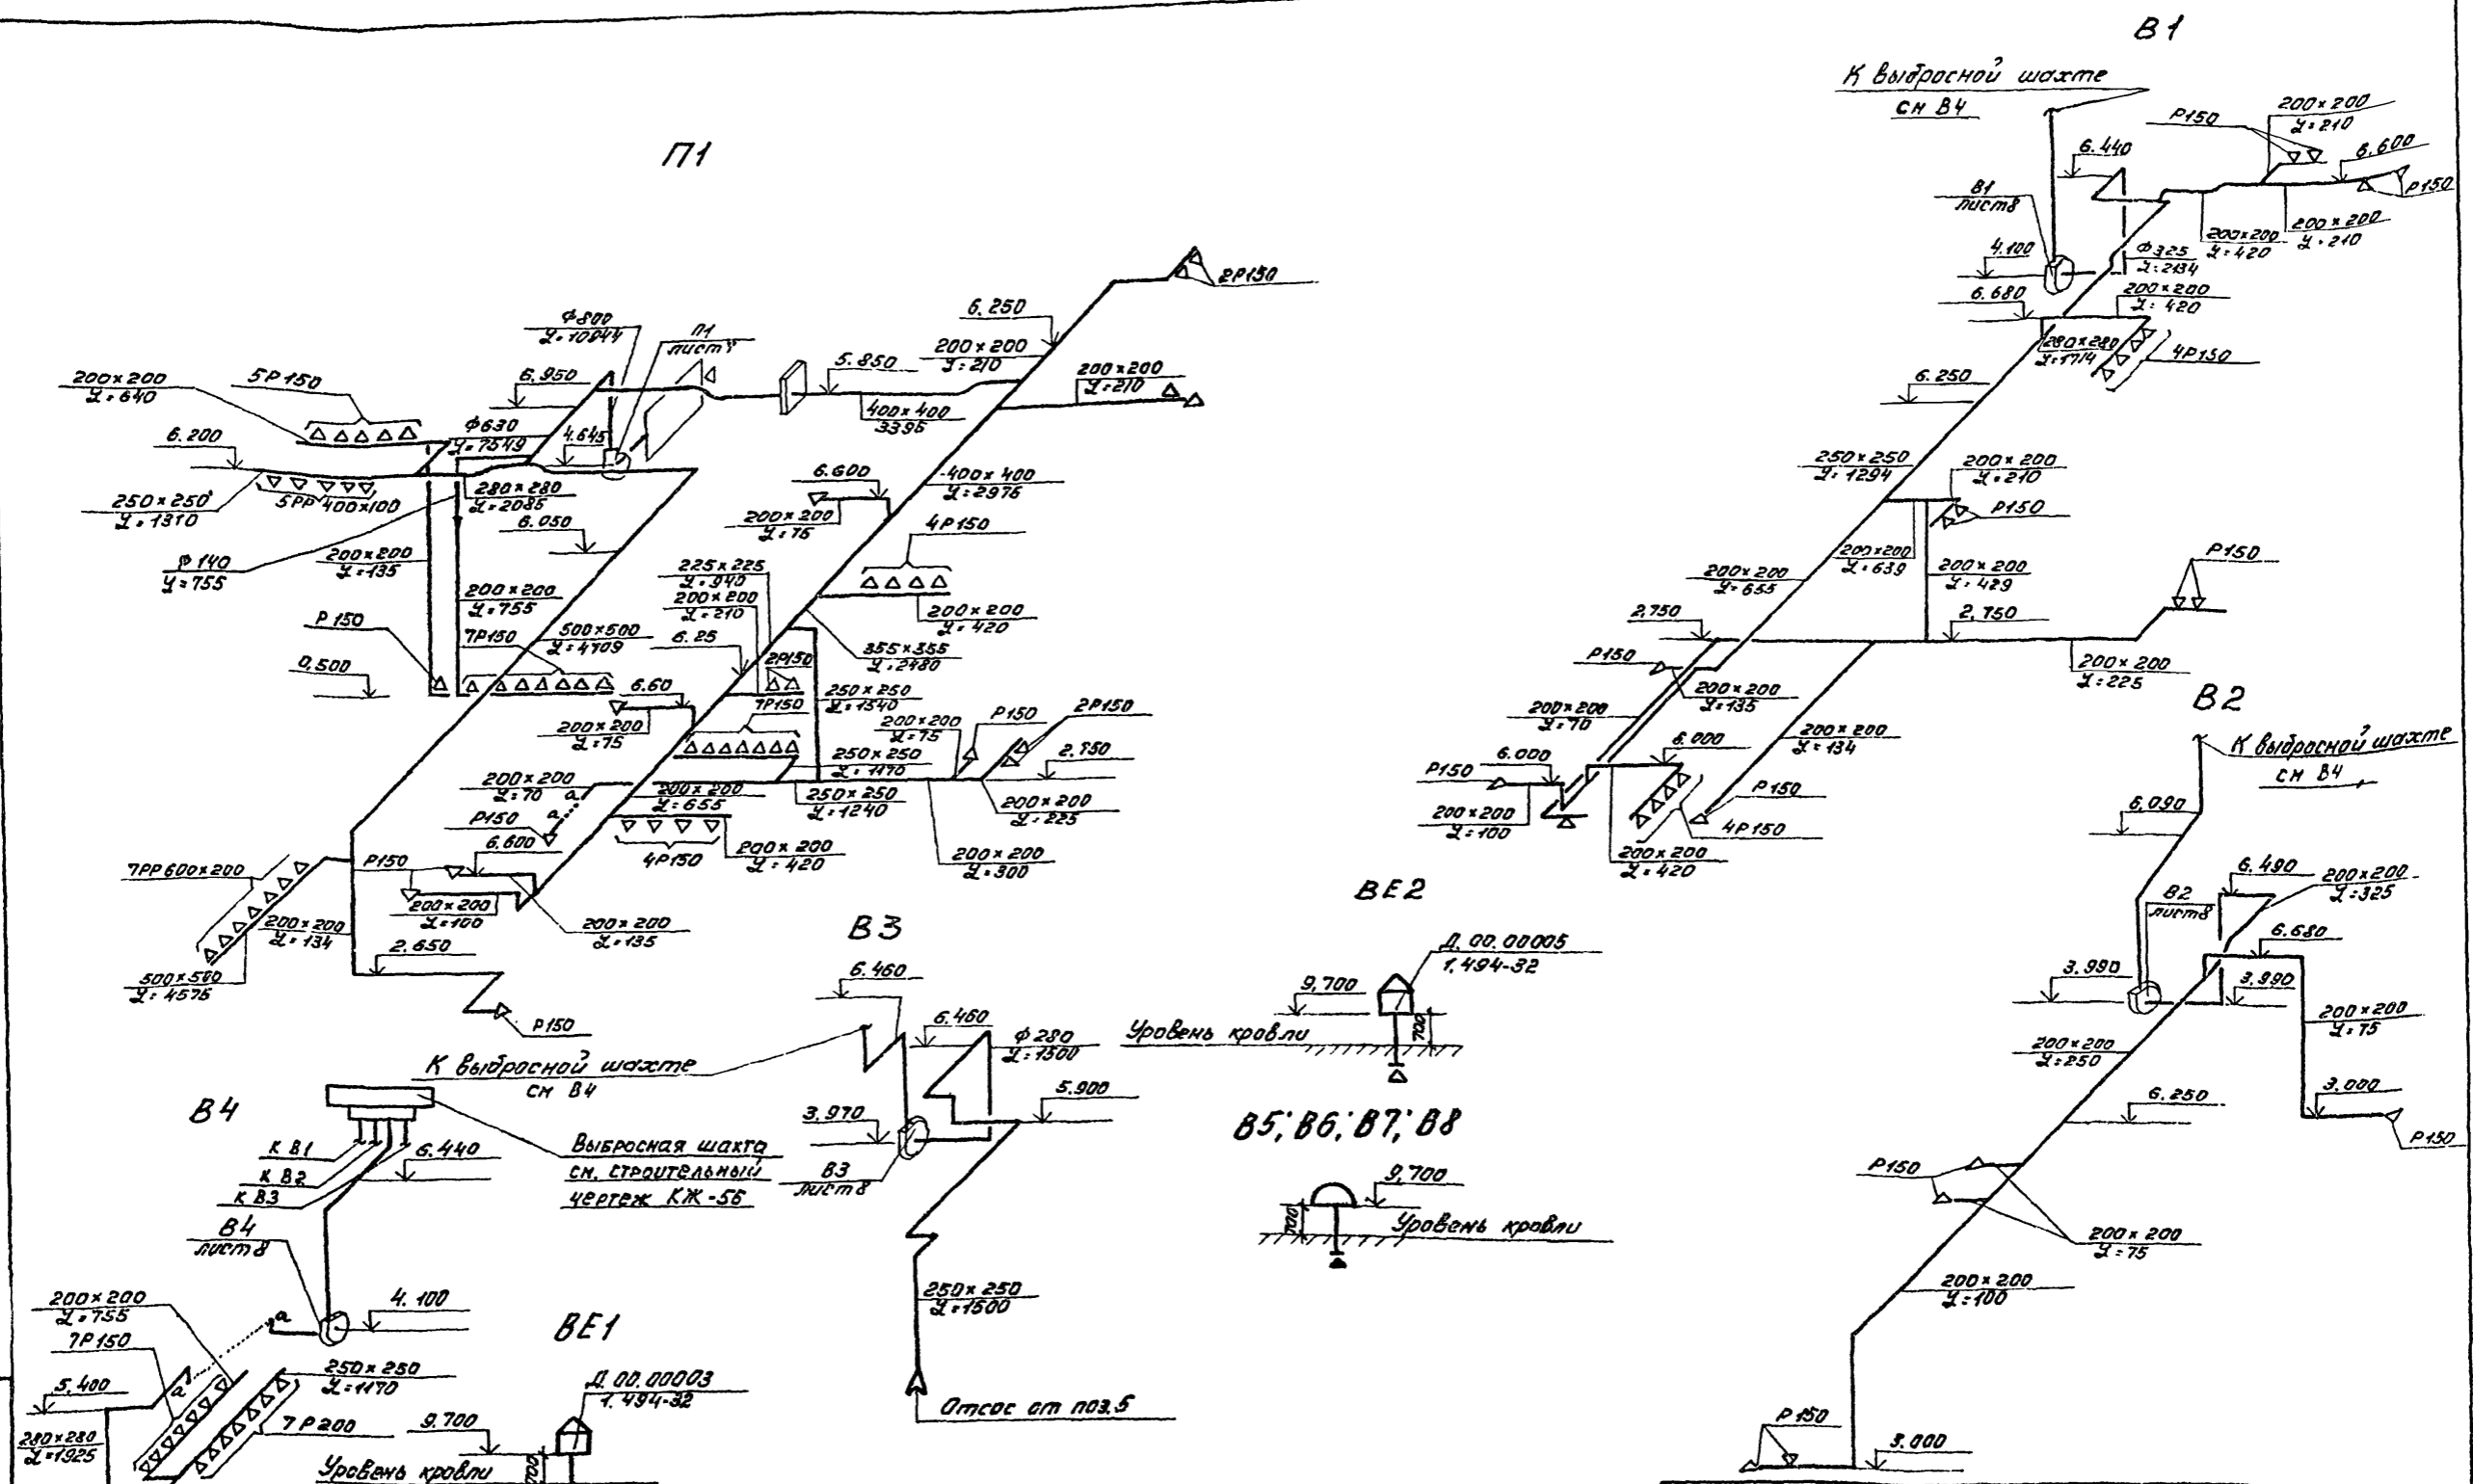 П1
200×200
L=640
5Р150
6.200
250×250
L=1310
5РР 400×100
Ф140
L=755
200×200
L=135
200×200
L=755
Ф630
L=7549
280×280
L=2085
6.950
Ф800
L=10944
П1
4.645
6.050
Р150
0.500
7Р150
500×500
L=4709
5.850
400×400
3396
6.250
200×200
L=210
2Р150
200×200
L=210
400×400
L=2976
6.600
200×200
L=75
4Р150
200×200
L=420
225×225
L=940
200×200
L=210
6.25
2Р150
355×355
L=2480
250×250
L=1540
6.60
200×200
L=75
7Р150
250×250
L=1170
200×200
L=75
Р150
2Р150
2.750
200×200
L=70
а
а
200×200
L=655
250×250
L=1240
200×200
L=225
200×200
L=300
Р150
6.600
4Р150
200×200
L=420
Р150
200×200
L=100
200×200
L=135
7РР600×200
200×200
L=134
500×500
L=4575
2.650
Р150
В1
К выбросной шахте
см В4
Р150
200×200
L=210
6.600
Р150
6.440
В1
лист8
4.100
200×200
L=420
200×200
L=210
Ф325
L=2134
6.680
200×200
L=420
280×280
L=1714
4Р150
6.250
250×250
L=1294
200×200
L=210
Р150
200×200
L=639
200×200
L=429
200×200
L=655
Р150
2.750
2.750
200×200
L=225
Р150
200×200
L=135
200×200
L=70
200×200
L=134
6.000
6.000
Р150
200×200
L=100
Р150
4Р150
200×200
L=420
В2
К выбросной шахте
см В4
6.090
6.490
200×200
L=325
В2
лист8
6.680
3.990
3.990
200×200
L=75
200×200
L=250
3.000
6.250
Р150
Р150
200×200
L=75
200×200
L=100
Р150
3.000
В3
6.460
6.460
Ф280
L=1500
К выбросной шахте
см В4
5.900
3.970
В3
лист8
250×250
L=1500
Отсос от поз.5
ВЕ2
Д.00.00005
1.494-32
9.700
Уровень кровли
700
В5; В6; В7; В8
9.700
700
Уровень кровли
В4
К В1
К В2
К В3
6.440
Выбросная шахта
см. строительный
чертеж КЖ-56
В4
лист8
4.100
200×200
L=755
7Р150
а
а
5.400
250×250
L=1170
280×280
L=1925
7Р200
ВЕ1
Д.00.00003
1.494-32
9.700
700
Уровень кровли